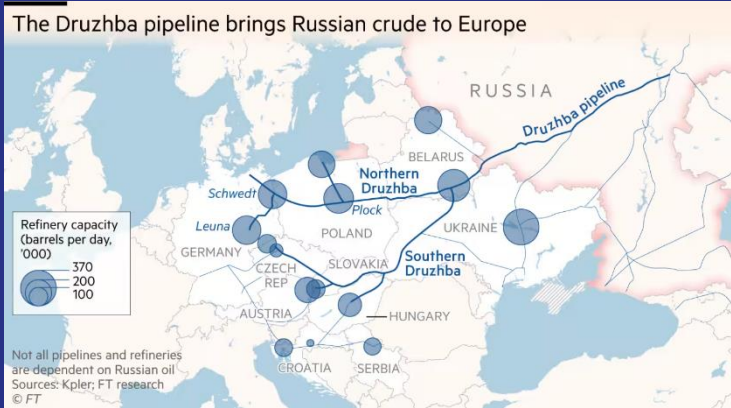 The Druzhba pipeline brings Russian crude to Europe
RUSSIA
Druzhba pipeline
BELARUS
Northern
Druzhba
Schwedt
Plock
Leuna
POLAND
UKRAINE
GERMANY
Refinery capacity
(barrels per day,
'000)
370
200
100
CZECH
REP
SLOVAKIA
Southern
Druzhba
AUSTRIA
HUNGARY
CROATIA
SERBIA
Not all pipelines and refineries
are dependent on Russian oil
Sources: Kpler; FT research
© FT